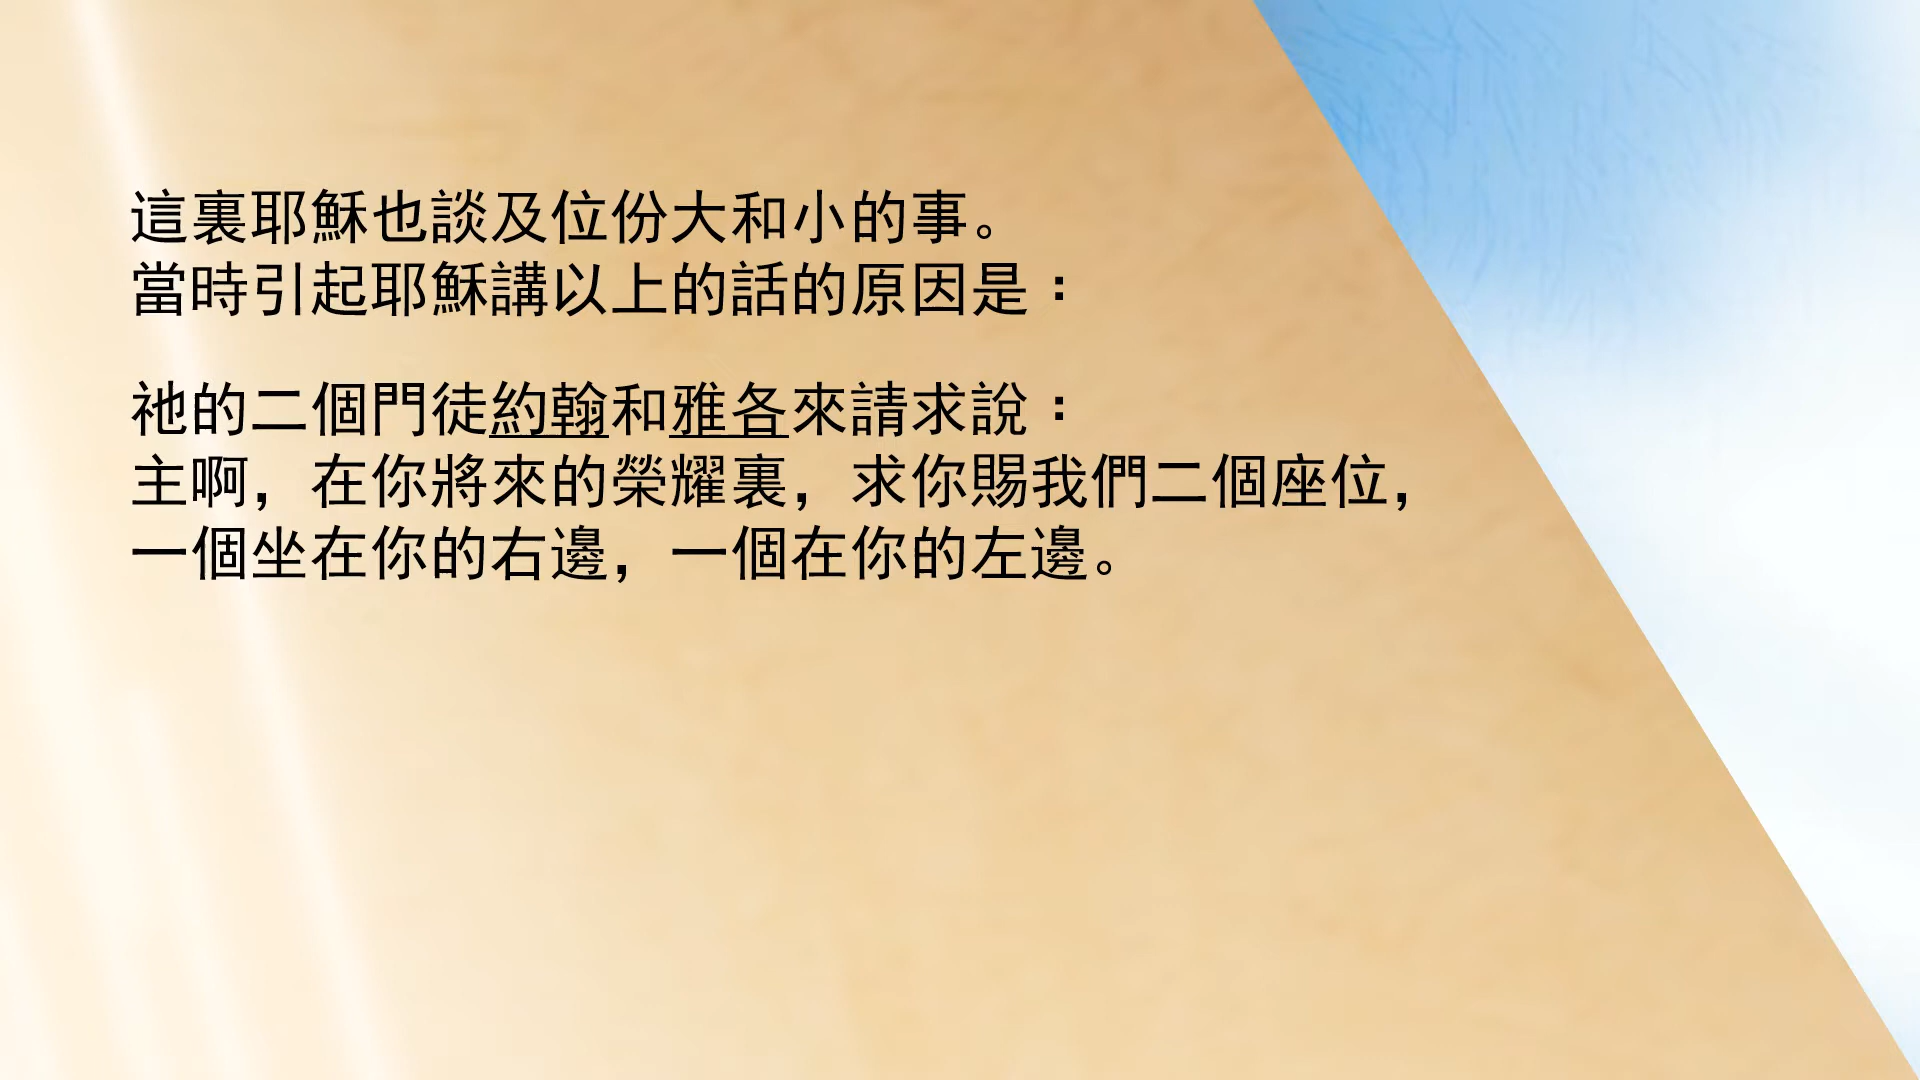 這裏耶穌也談及位份大和小的事。
當時引起耶穌講以上的話的原因是：
祂的二個門徒約翰和雅各來請求說：
主啊，在你將來的榮耀裏，求你賜我們二個座位，
一個坐在你的右邊，一個在你的左邊。